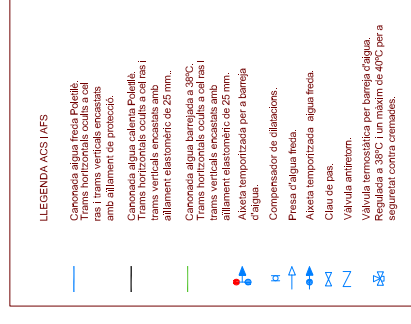 LLEGENDA ACS I AFS
Canonada aigua freda Poletilè.
Trams horitzontals oculto a cel
ras i trams verticals encastats
amb aïllament de protecció.
Canonada aigua calenta Poletilè.
Trams horitzontals ocults a cel ras i
trams verticals encastats amb
aïllament elastomèric de 25 mm..
Canonada aigua barrejada a 38ºC.
Trams horitzontals ocults a cel ras I
trams verticals encastats amb
aïllament elastomèric de 25 mm.
Aixeta temporitzada per a barreja
d'aigua.
Compensador de dilatacions.
Presa d'aigua freda.
Aixeta temporitzada aigua freda.
Clau de pas.
Vàlvula antiretorn.
Vàlvula termostàtica per barreja d'aigua.
Regulada a 38ºC i un màxim de 40ºC per a
seguretat contra cremades.